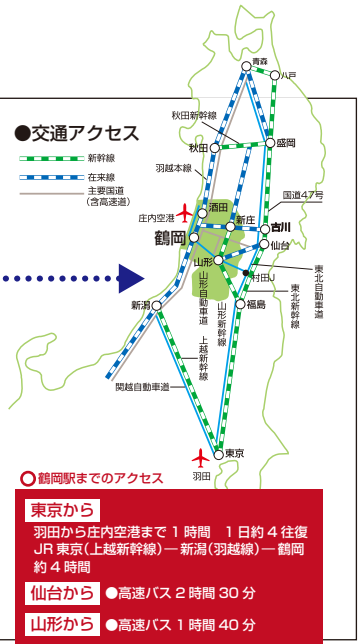 青森
八戸
●交通アクセス
秋田新幹線
新幹線
在来線
主要国道
(含高速道)
秋田
盛岡
羽越本線
国道47号
酒田
庄内空港
新庄
古川
鶴岡
仙台
山形
村田J
東北自動車道
山形自動車道
山形新幹線
東北新幹線
新潟
福島
上越新幹線
関越自動車道
東京
羽田
○鶴岡駅までのアクセス
東京から
羽田から庄内空港まで1時間 1日約4往復
JR東京(上越新幹線)―新潟(羽越線)―鶴岡
約4時間
仙台から ●高速バス2時間30分
山形から ●高速バス1時間40分